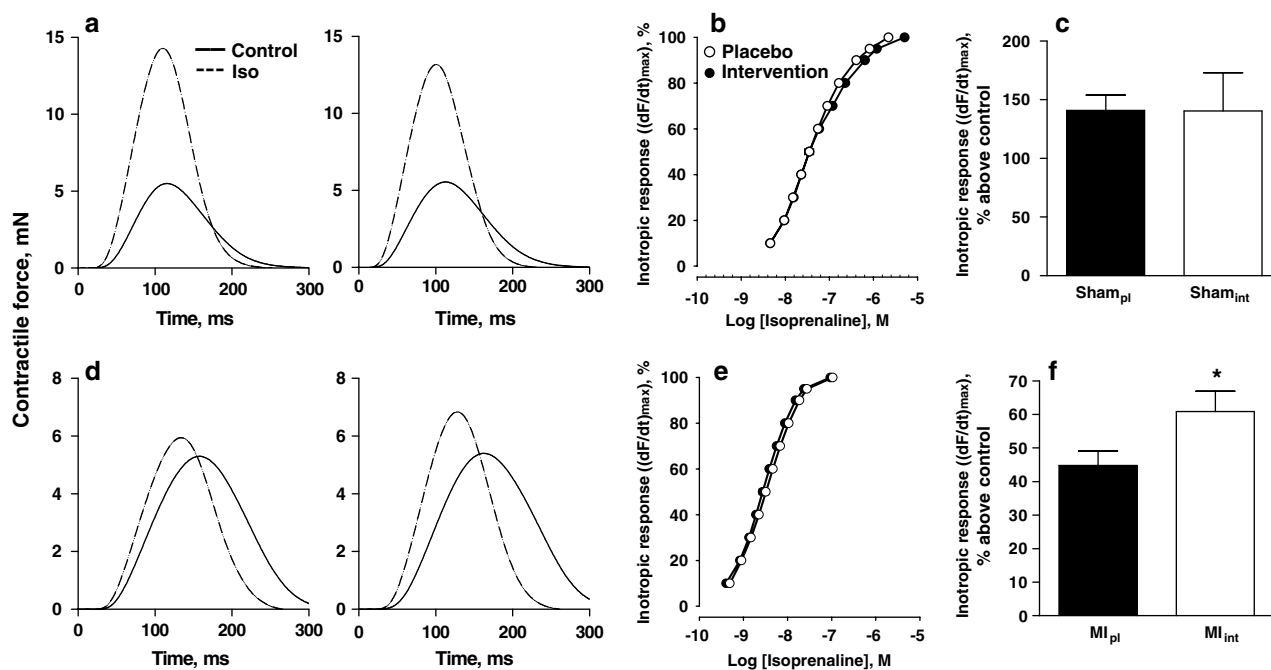 a
Control
Iso
15
10
5
0
0 100 200 300
Time, ms
15
10
5
0
0 100 200 300
Time, ms
Contractile force, mN
b
Placebo
Intervention
Inotropic response ((dF/dt)max), %
100
80
60
40
20
0
-10 -9 -8 -7 -6 -5
Log [Isoprenaline], M
c
Inotropic response ((dF/dt)max),
% above control
200
150
100
50
0
Shampl Shamint
d
8
6
4
2
0
0 100 200 300
Time, ms
8
6
4
2
0
0 100 200 300
Time, ms
e
Inotropic response ((dF/dt)max), %
100
80
60
40
20
0
-10 -9 -8 -7 -6 -5
Log [Isoprenaline], M
f
Inotropic response ((dF/dt)max),
% above control
70
60
50
40
30
20
10
0
*
MIpl MIint